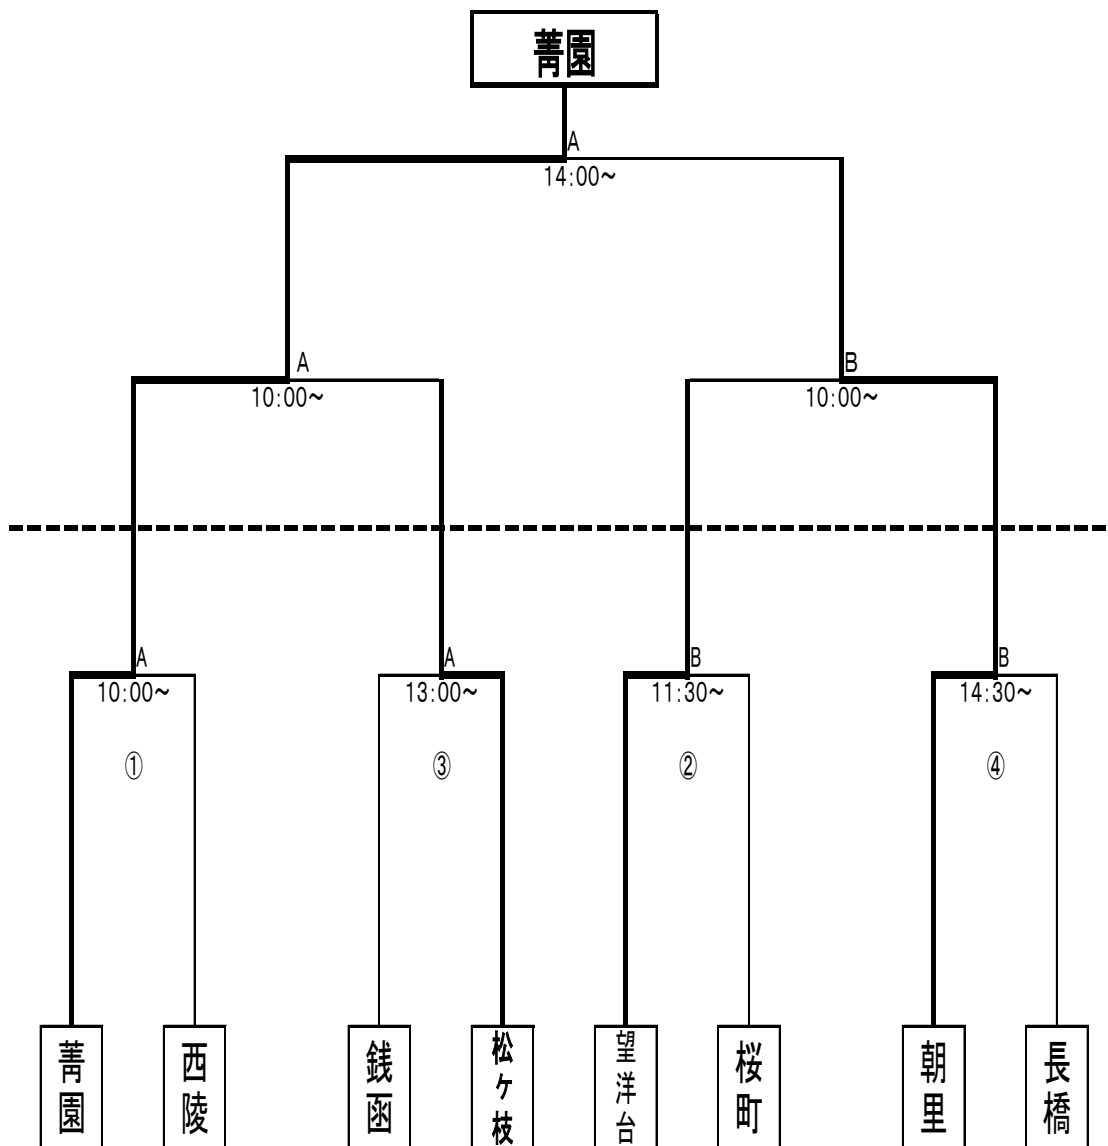 菁園
A
14:00~
A
10:00~
B
10:00~
A
10:00~
A
13:00~
B
11:30~
B
14:30~
①
③
②
④
菁園
西陵
銭函
松ケ枝
望洋台
桜町
朝里
長橋